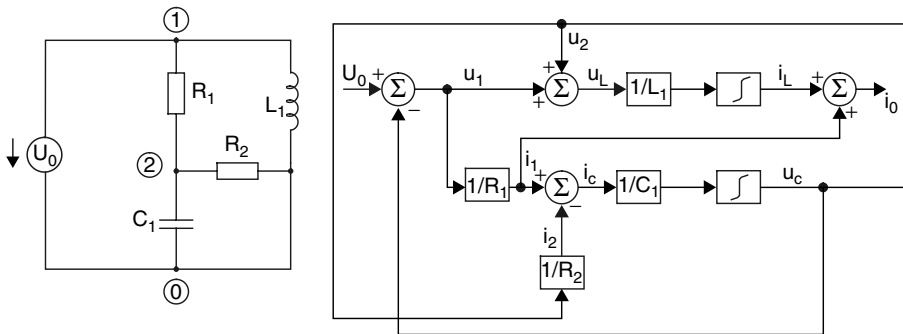 1
R₁
L₁
U₀
2
R₂
C₁
0
u₂
U₀ + Σ −
u₁
+ + Σ
u_L
1/L₁
∫
i_L
+ Σ +
i₀
1/R₁
i₁
+ Σ −
i_c
1/C₁
∫
u_c
i₂
1/R₂